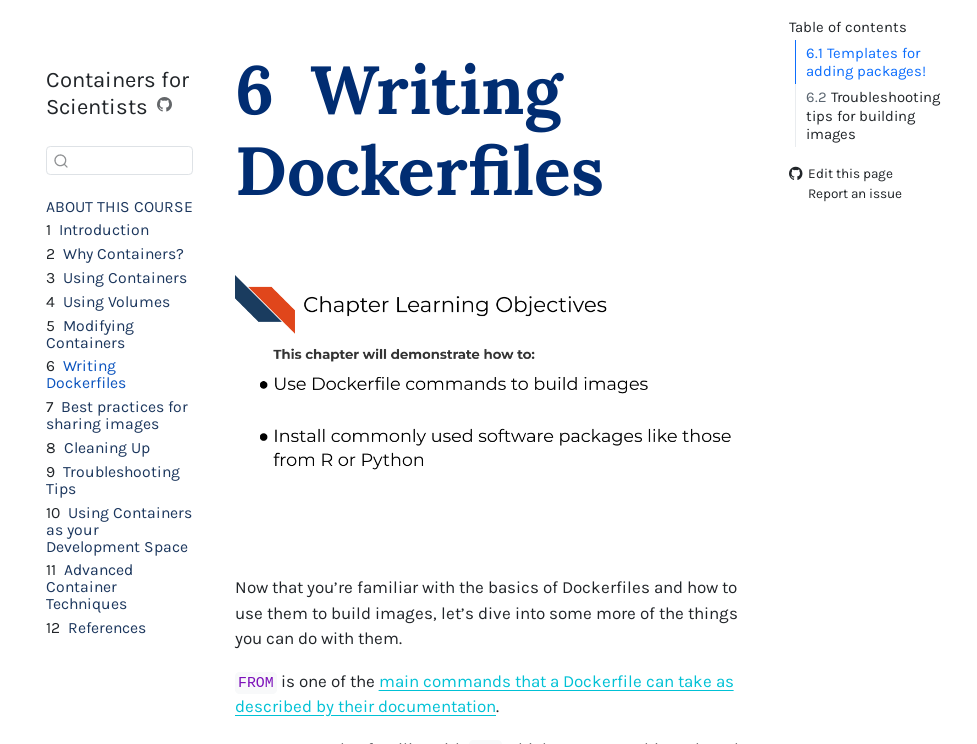 Containers for
Scientists
ABOUT THIS COURSE
1 Introduction
2 Why Containers?
3 Using Containers
4 Using Volumes
5 Modifying
Containers
6 Writing
Dockerfiles
7 Best practices for
sharing images
8 Cleaning Up
9 Troubleshooting
Tips
10 Using Containers
as your
Development Space
11 Advanced
Container
Techniques
12 References
6 Writing
Dockerfiles
Chapter Learning Objectives
This chapter will demonstrate how to:
● Use Dockerfile commands to build images
● Install commonly used software packages like those
from R or Python
Now that you’re familiar with the basics of Dockerfiles and how to
use them to build images, let’s dive into some more of the things
you can do with them.
FROM is one of the main commands that a Dockerfile can take as
described by their documentation.
Table of contents
6.1 Templates for
adding packages!
6.2 Troubleshooting
tips for building
images
Edit this page
Report an issue